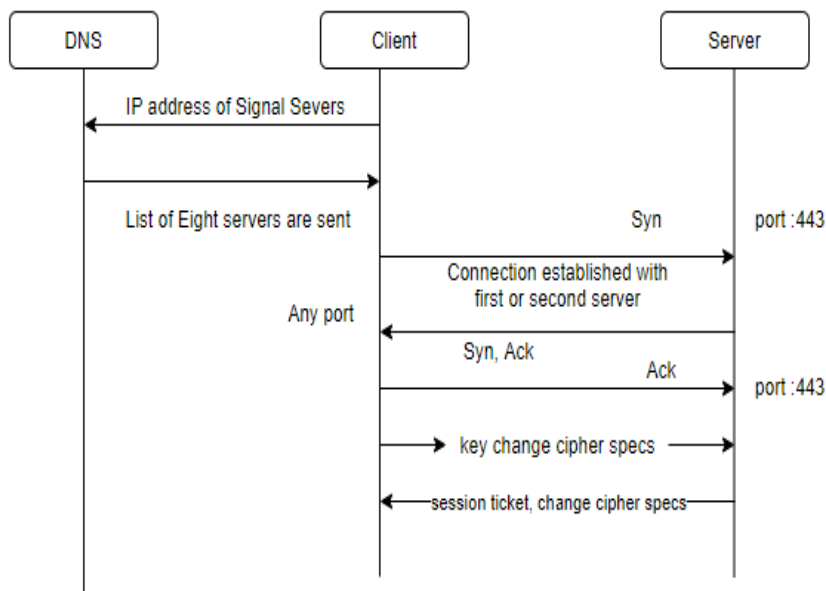 DNS
Client
Server
IP address of Signal Severs
List of Eight servers are sent
Syn
port :443
Connection established with
first or second server
Any port
Syn, Ack
Ack
port :443
key change cipher specs
session ticket, change cipher specs